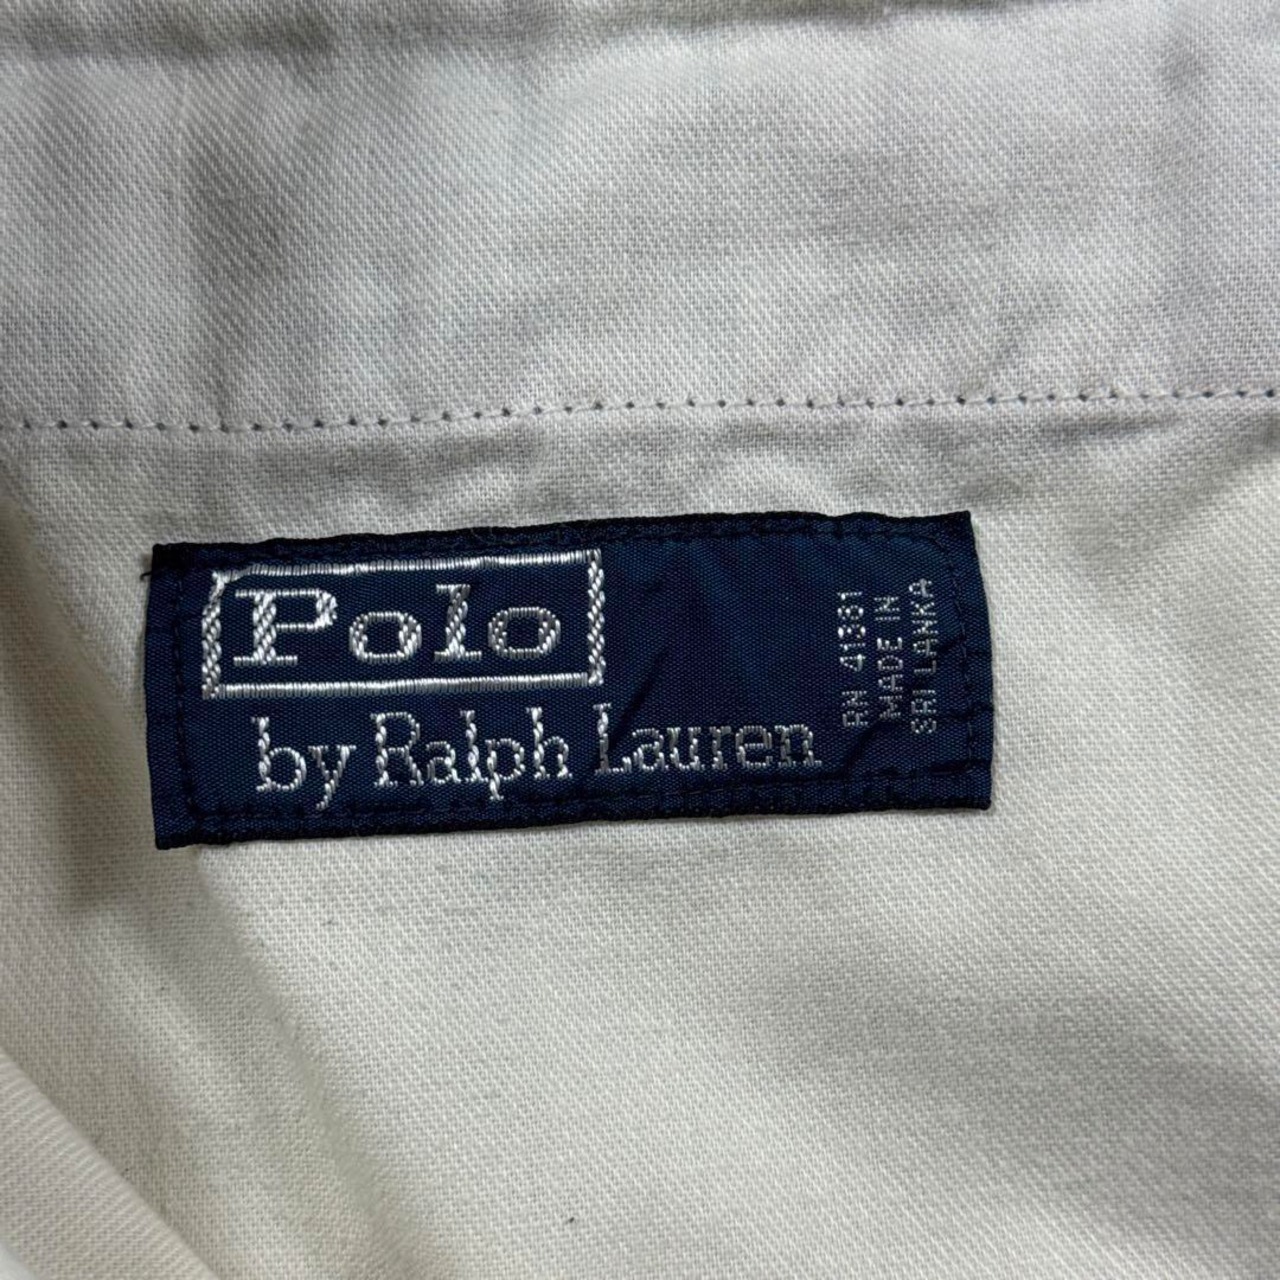 Polo
by Ralph Lauren
RN 41381
MADE IN
SRI LANKA